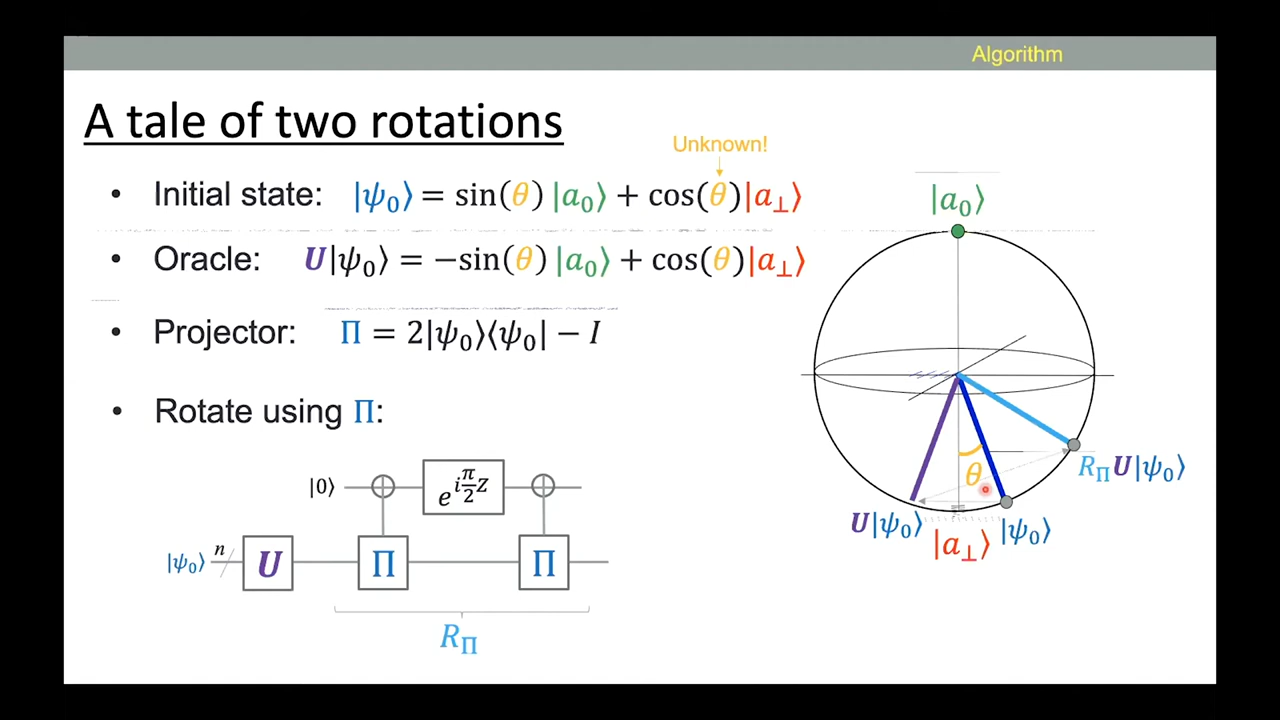 Algorithm
A tale of two rotations
Unknown!
• Initial state: |ψ₀⟩ = sin(θ) |a₀⟩ + cos(θ)|a⊥⟩
• Oracle: U|ψ₀⟩ = −sin(θ) |a₀⟩ + cos(θ)|a⊥⟩
• Projector: Π = 2|ψ₀⟩⟨ψ₀| − I
• Rotate using Π:
|0⟩ e^{i π/2 Z}
|ψ₀⟩ n U Π Π
R_Π
|a₀⟩
θ
R_Π U|ψ₀⟩
U|ψ₀⟩ |a⊥⟩ |ψ₀⟩